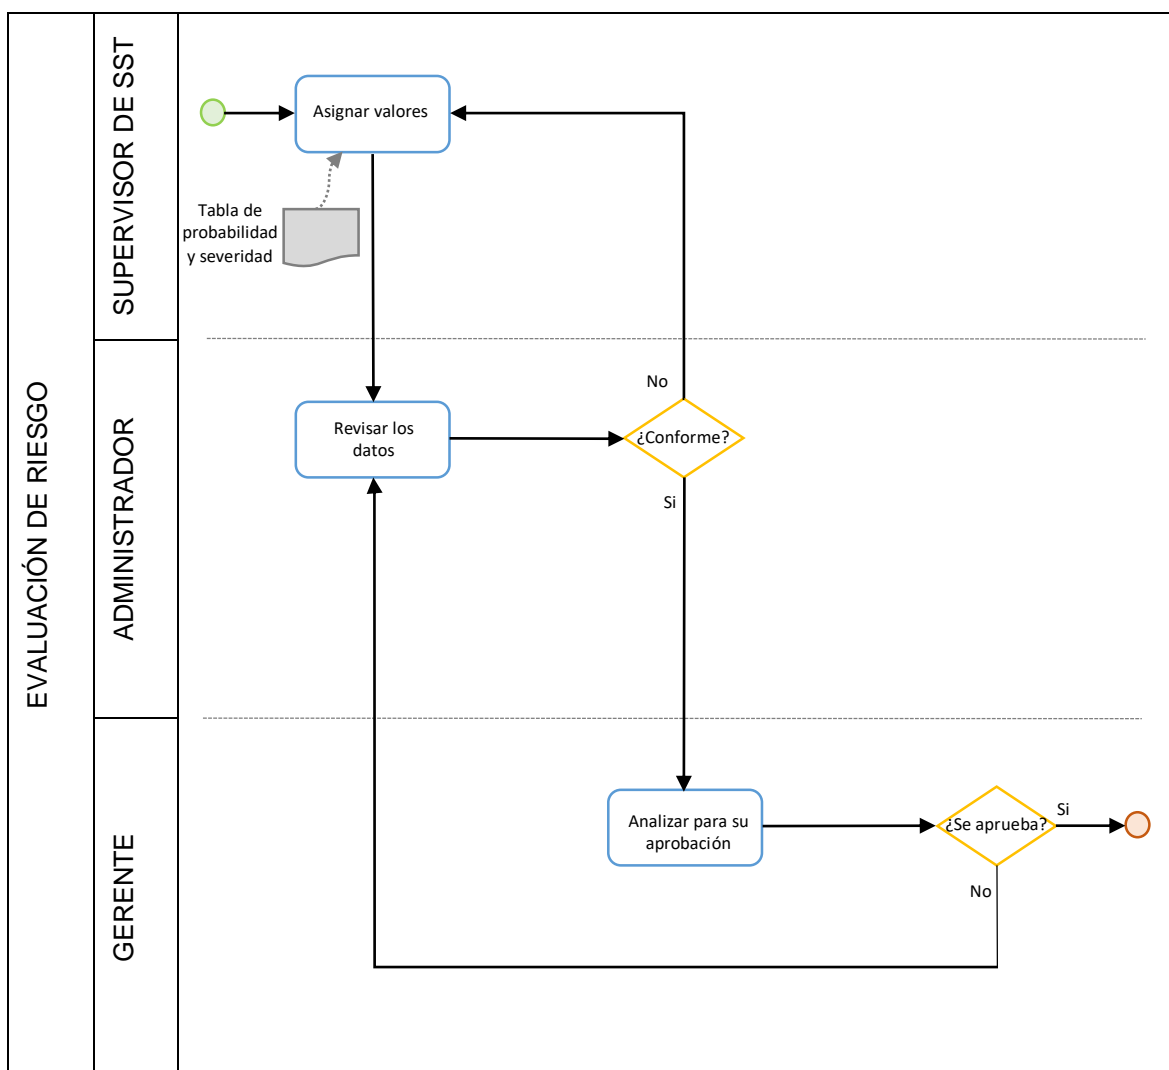 EVALUACIÓN DE RIESGO
SUPERVISOR DE SST
Asignar valores
Tabla de
probabilidad
y severidad
ADMINISTRADOR
Revisar los
datos
No
¿Conforme?
Si
GERENTE
Analizar para su
aprobación
¿Se aprueba?
Si
No